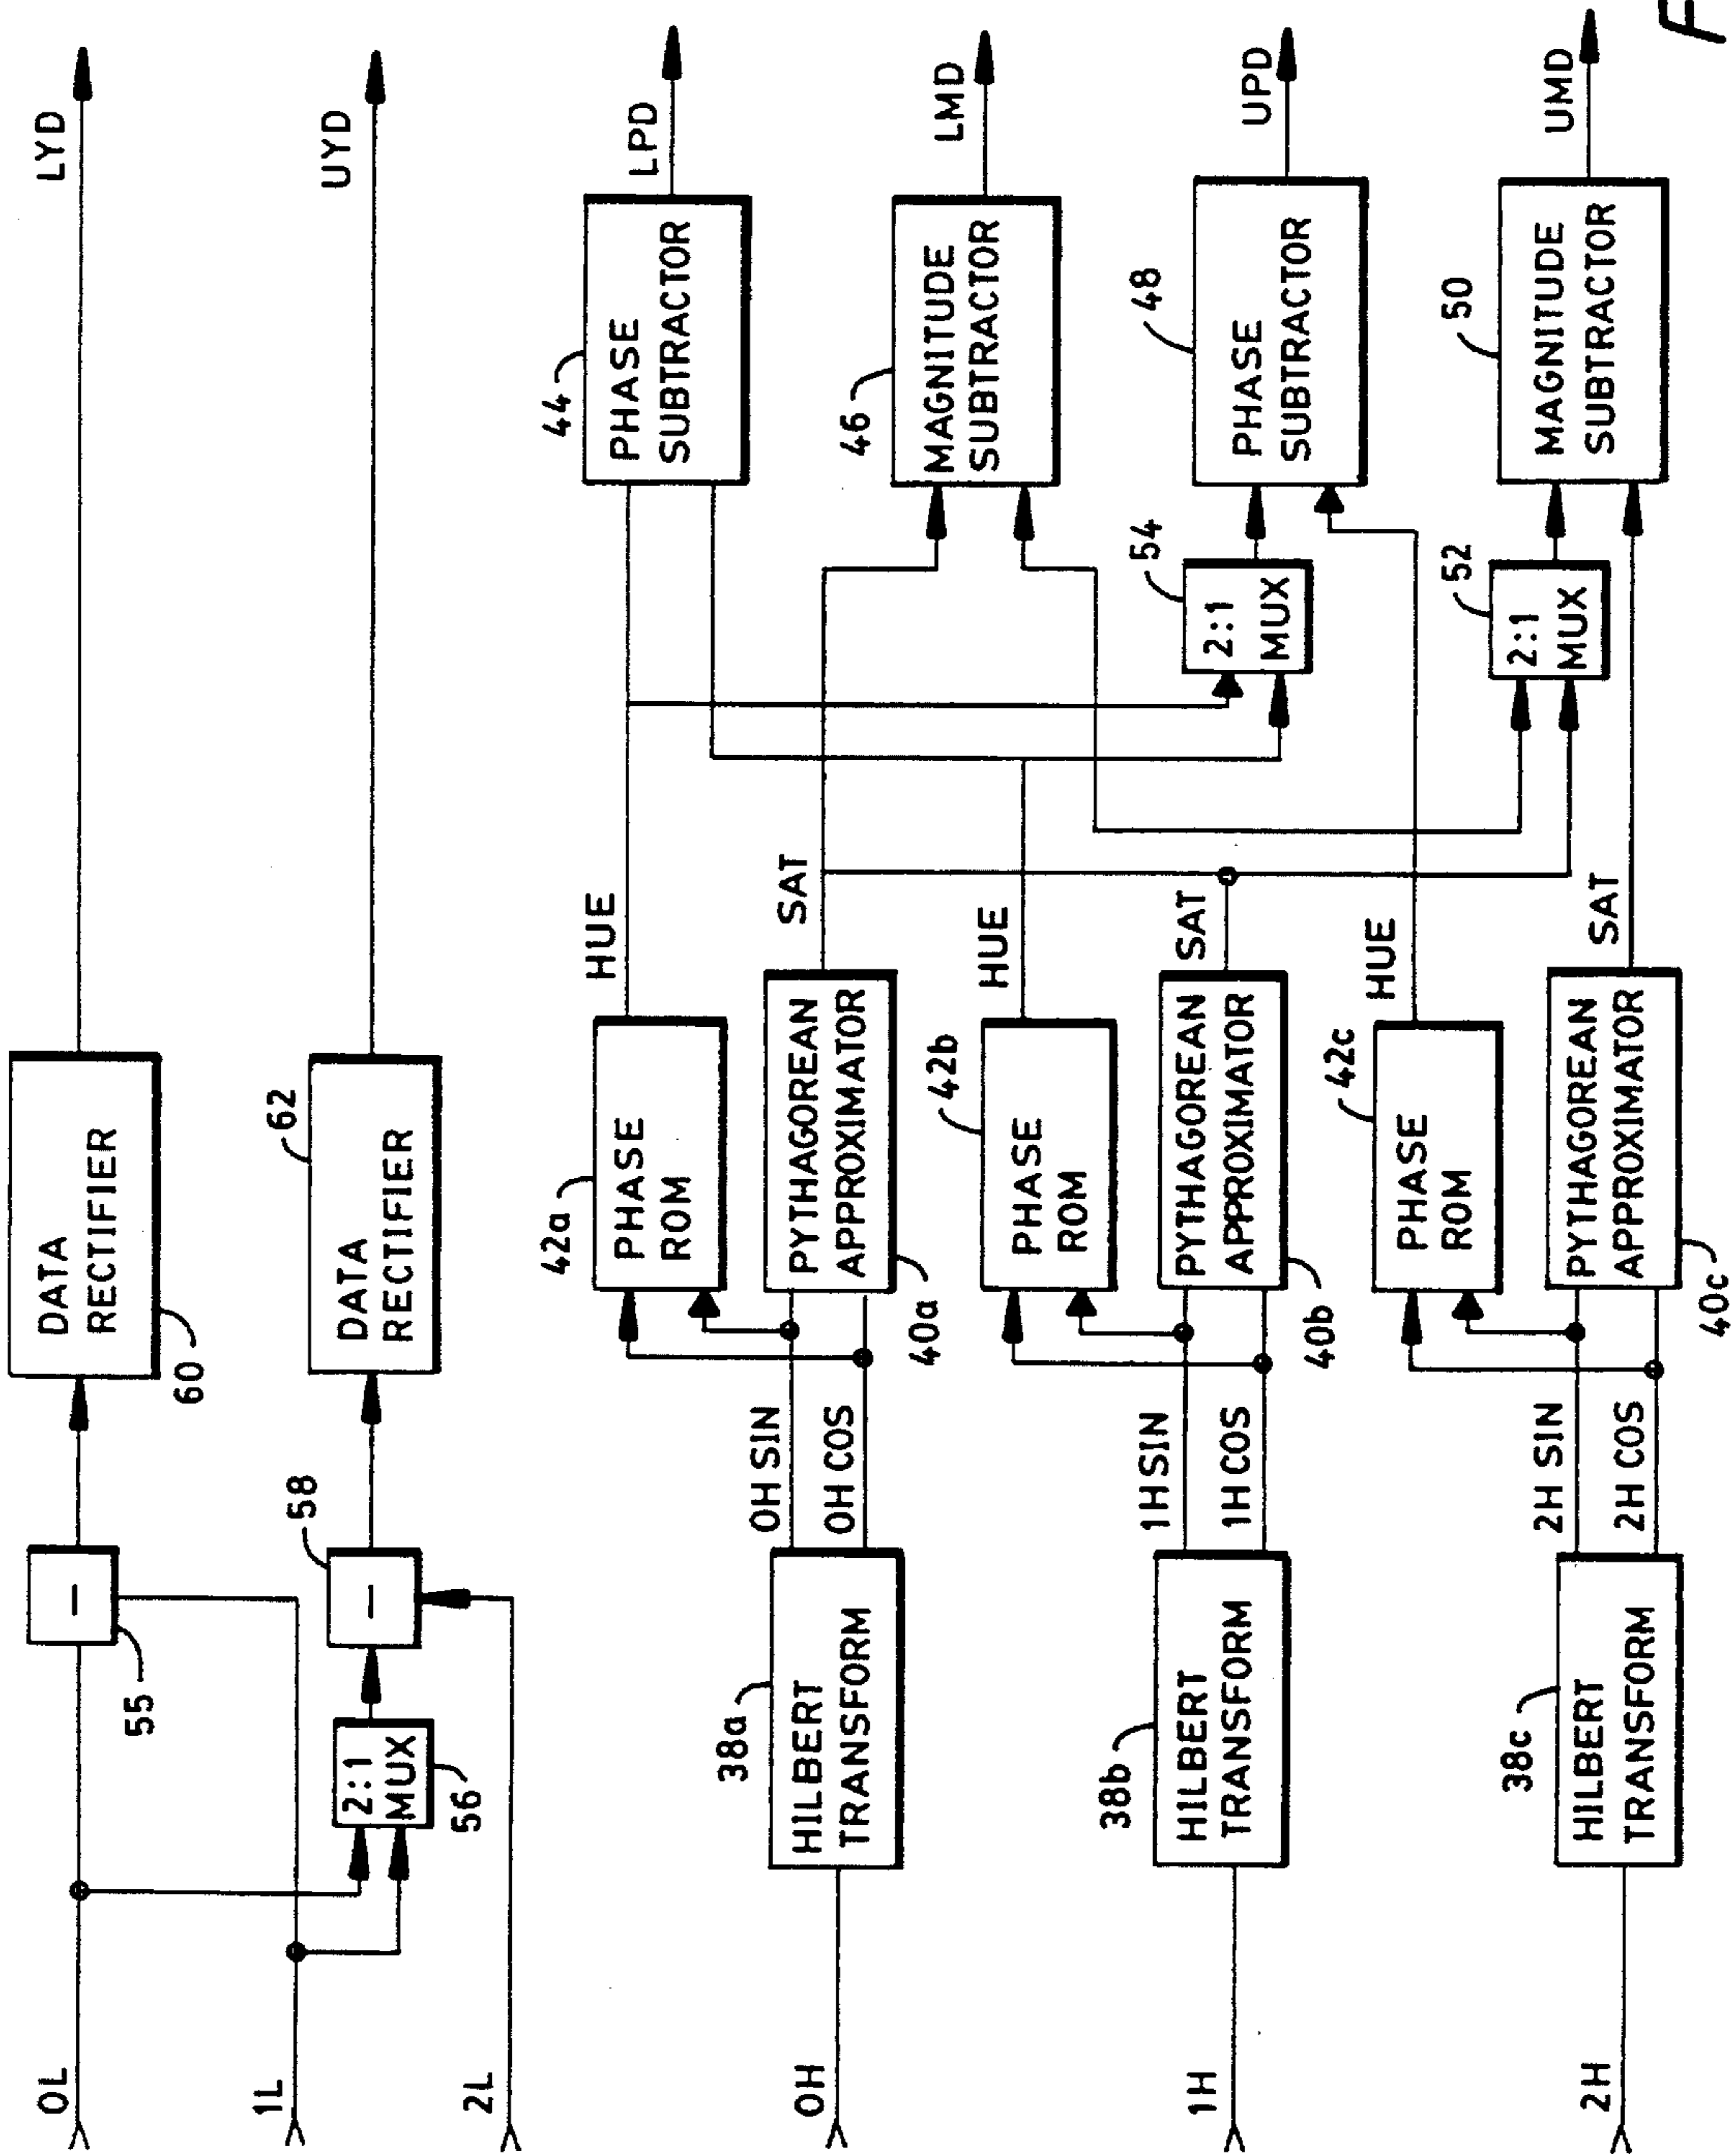 0L
1L
2L
55
2:1
MUX
56
58
DATA
RECTIFIER
60
DATA
RECTIFIER
62
LYD
UYD
0H
38a
HILBERT
TRANSFORM
0H SIN
0H COS
42a
PHASE
ROM
PYTHAGOREAN
APPROXIMATOR
40a
HUE
SAT
44
PHASE
SUBTRACTOR
LPD
46
MAGNITUDE
SUBTRACTOR
LMD
1H
38b
HILBERT
TRANSFORM
1H SIN
1H COS
42b
PHASE
ROM
PYTHAGOREAN
APPROXIMATOR
40b
HUE
SAT
54
2:1
MUX
48
PHASE
SUBTRACTOR
UPD
2H
38c
HILBERT
TRANSFORM
2H SIN
2H COS
42c
PHASE
ROM
PYTHAGOREAN
APPROXIMATOR
40c
HUE
SAT
52
2:1
MUX
50
MAGNITUDE
SUBTRACTOR
UMD